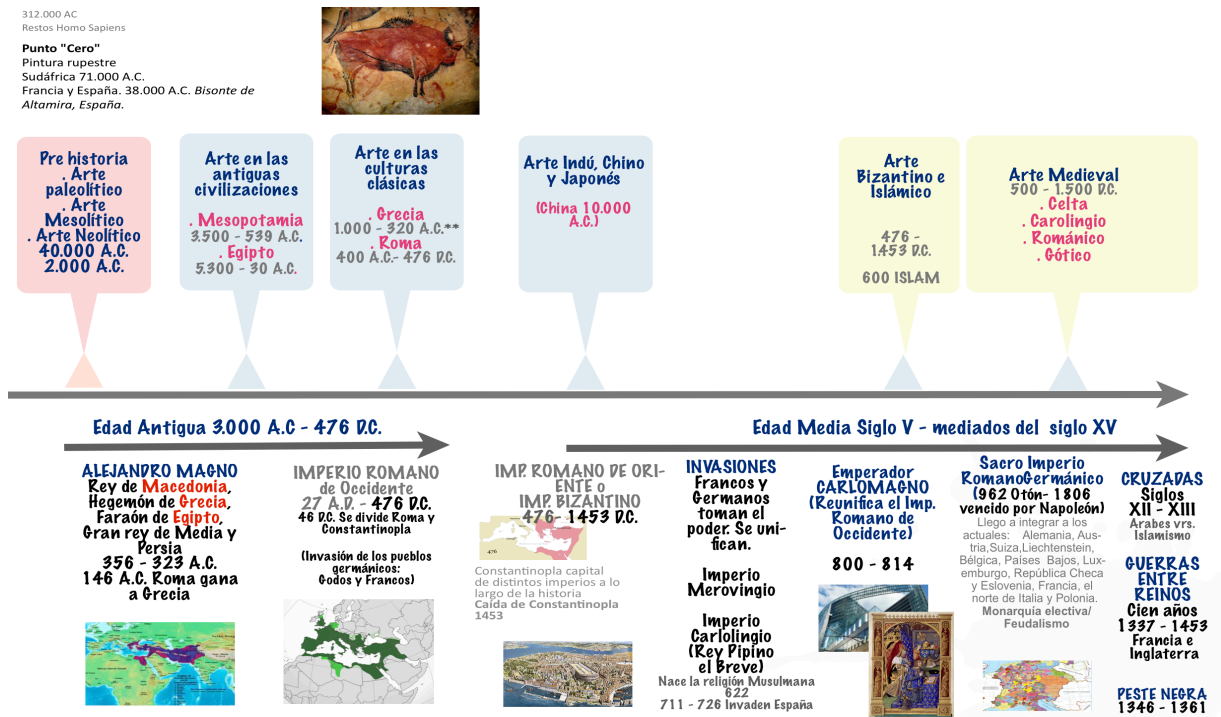 312.000 AC
Restos Homo Sapiens
Punto "Cero"
Pintura rupestre
Sudáfrica 71.000 A.C.
Francia y España. 38.000 A.C. Bisonte de
Altamira, España.
Pre historia
. Arte
paleolítico
. Arte
Mesolítico
. Arte Neolítico
40.000 A.C.
2.000 A.C.
Arte en las
antiguas
civilizaciones
. Mesopotamia
3.500 - 539 A.C.
. Egipto
5.300 - 30 A.C.
Arte en las
culturas
clásicas
. Grecia
1.000 - 320 A.C.**
. Roma
400 A.C.- 476 D.C.
Arte Indú, Chino
y Japonés
(China 10.000
A.C.)
Arte
Bizantino e
Islámico
476 -
1.453 D.C.
600 ISLAM
Arte Medieval
500 - 1.500 D.C.
. Celta
. Carolingio
. Románico
. Gótico
Edad Antigua 3.000 A.C - 476 D.C.
Edad Media Siglo V - mediados del siglo XV
ALEJANDRO MAGNO
Rey de Macedonia,
Hegemón de Grecia,
Faraón de Egipto,
Gran rey de Media y
Persia
356 - 323 A.C.
146 A.C. Roma gana
a Grecia
IMPERIO ROMANO
de Occidente
27 A.D. - 476 D.C.
46 D.C. Se divide Roma y
Constantinopla
(Invasión de los pueblos
germánicos:
Godos y Francos)
IMP. ROMANO DE ORI-
ENTE o
IMP. BIZANTINO
476- 1453 D.C.
476
Constantinopla capital
de distintos imperios a lo
largo de la historia
Caída de Constantinopla
1453
INVASIONES
Francos y
Germanos
toman el
poder. Se uni-
fican.
Imperio
Merovingio
Imperio
Carlolingio
(Rey Pipino
el Breve)
Nace la religión Musulmana
622
711 - 726 Invaden España
Emperador
CARLOMAGNO
(Reunifica el Imp.
Romano de
Occidente)
800 - 814
Sacro Imperio
RomanoGermánico
(962 Otón- 1806
vencido por Napoleón)
Llego a integrar a los
actuales: Alemania, Aus-
tria,Suiza,Liechtenstein,
Bélgica, Países Bajos, Lux-
emburgo, República Checa
y Eslovenia, Francia, el
norte de Italia y Polonia.
Monarquía electiva/
Feudalismo
CRUZADAS
Siglos
XII - XIII
Arabes vrs.
Islamismo
GUERRAS
ENTRE
REINOS
Cien años
1337 - 1453
Francia e
Inglaterra
PESTE NEGRA
1346 - 1361